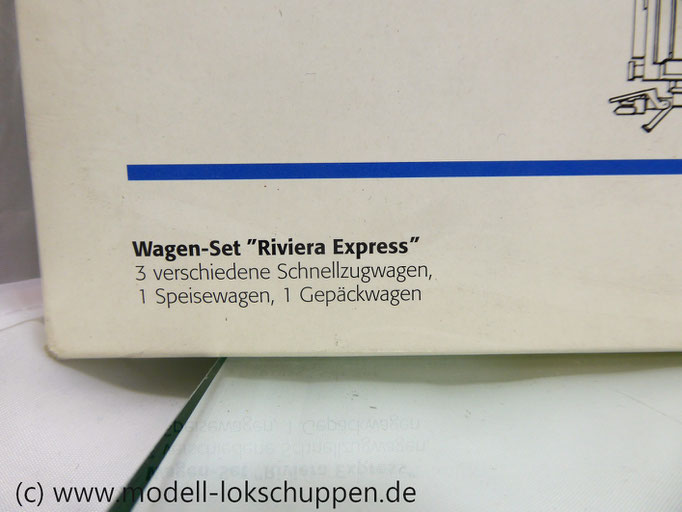 Wagen-Set "Riviera Express"
3 verschiedene Schnellzugwagen,
1 Speisewagen, 1 Gepäckwagen
(c) www.modell-lokschuppen.de